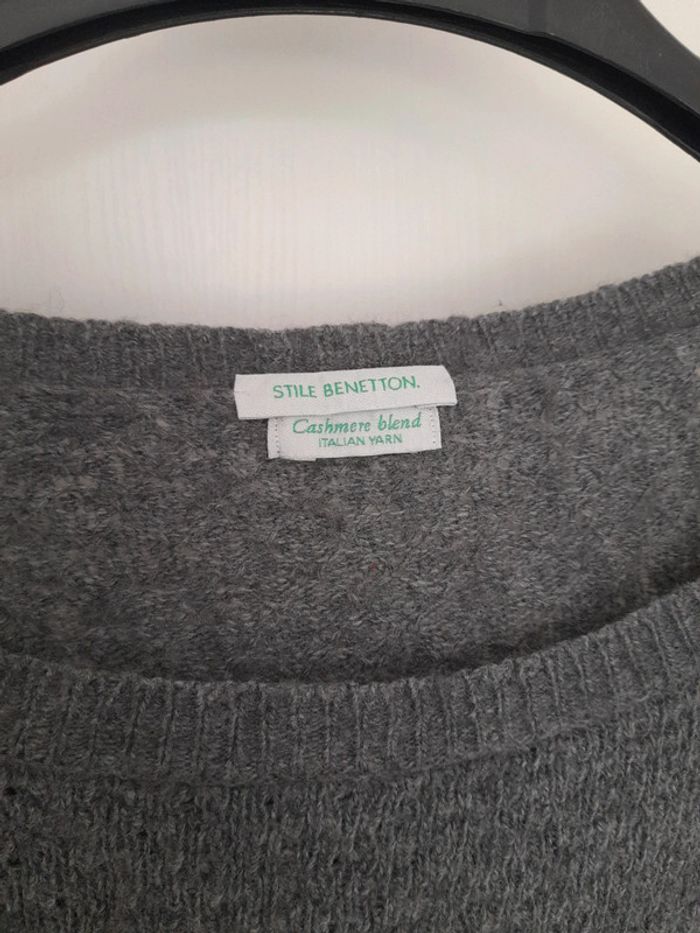 STILE BENETTON.
Cashmere blend
ITALIAN YARN